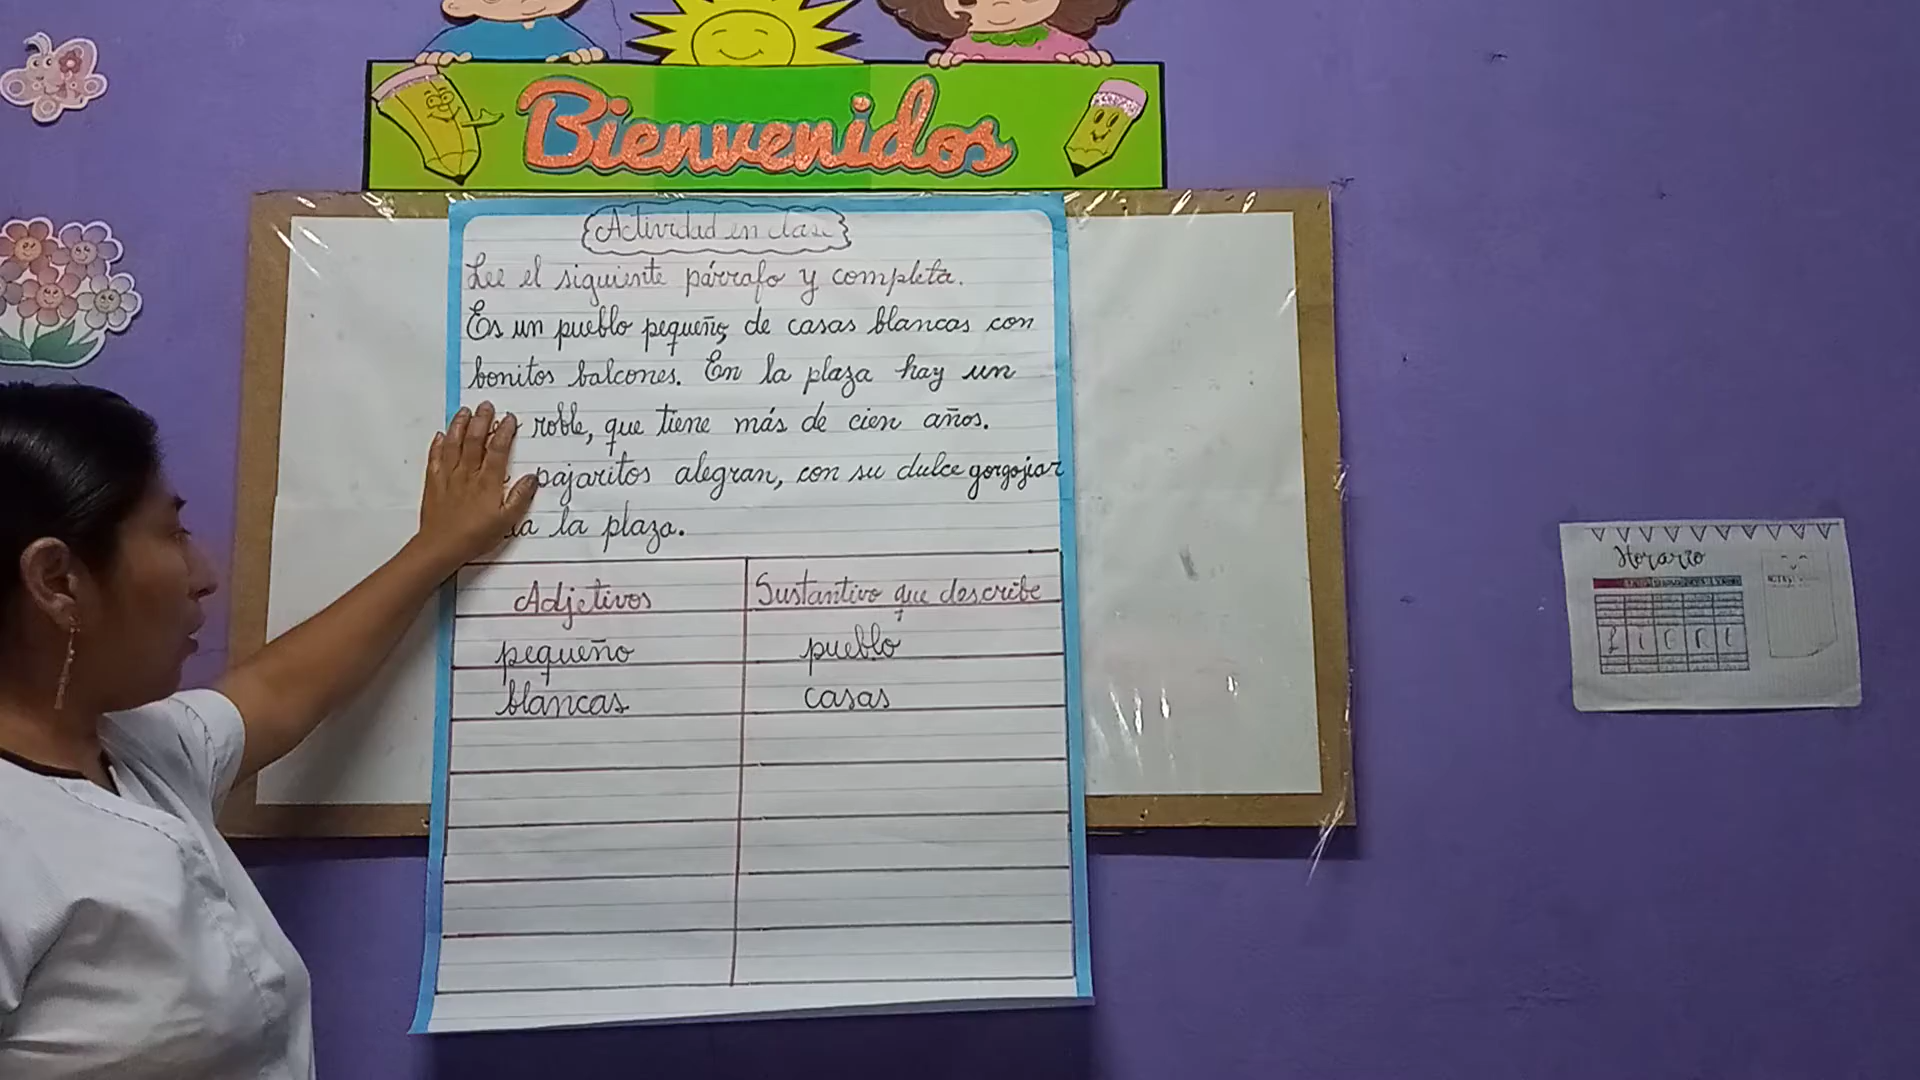 Bienvenidos
Actividad en clase
Lee el siguiente párrafo y completa.
Es un pueblo pequeño, de casas blancas con
bonitos balcones. En la plaza hay un
roble, que tiene más de cien años.
pajaritos alegran, con su dulce gorgojear
la plaza.
Adjetivos Sustantivo que describe
pequeño pueblo
blancas casas
Horario